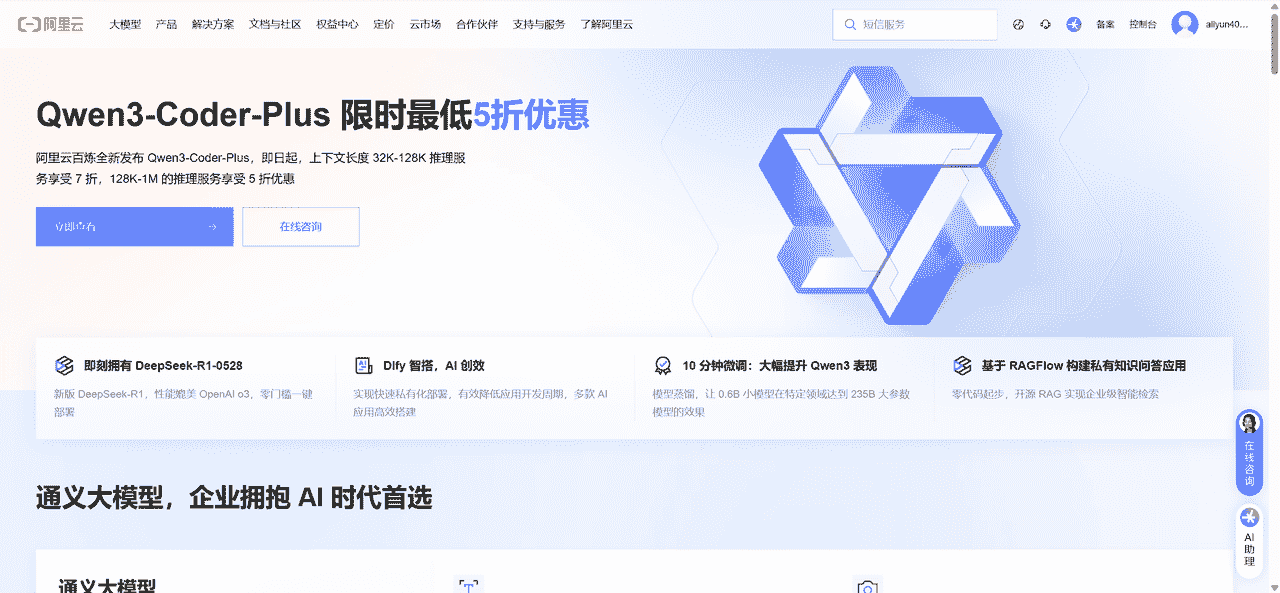 阿里云
大模型 产品 解决方案 文档与社区 权益中心 定价 云市场 合作伙伴 支持与服务 了解阿里云
短信服务
备案 控制台 aliyun40...
Qwen3-Coder-Plus 限时最低5折优惠
阿里云百炼全新发布 Qwen3-Coder-Plus，即日起，上下文长度 32K-128K 推理服
务享受 7 折，128K-1M 的推理服务享受 5 折优惠
立即查看 → 在线咨询
即刻拥有 DeepSeek-R1-0528
新版 DeepSeek-R1，性能媲美 OpenAI o3，零门槛一键
部署
Dify 智搭，AI 创效
实现快速私有化部署，有效降低应用开发周期，多款 AI
应用高效搭建
10 分钟微调：大幅提升 Qwen3 表现
模型蒸馏，让 0.6B 小模型在特定领域达到 235B 大参数
模型的效果
基于 RAGFlow 构建私有知识问答应用
零代码起步，开源 RAG 实现企业级智能检索
在线咨询
AI助理
通义大模型，企业拥抱 AI 时代首选
通义大模型